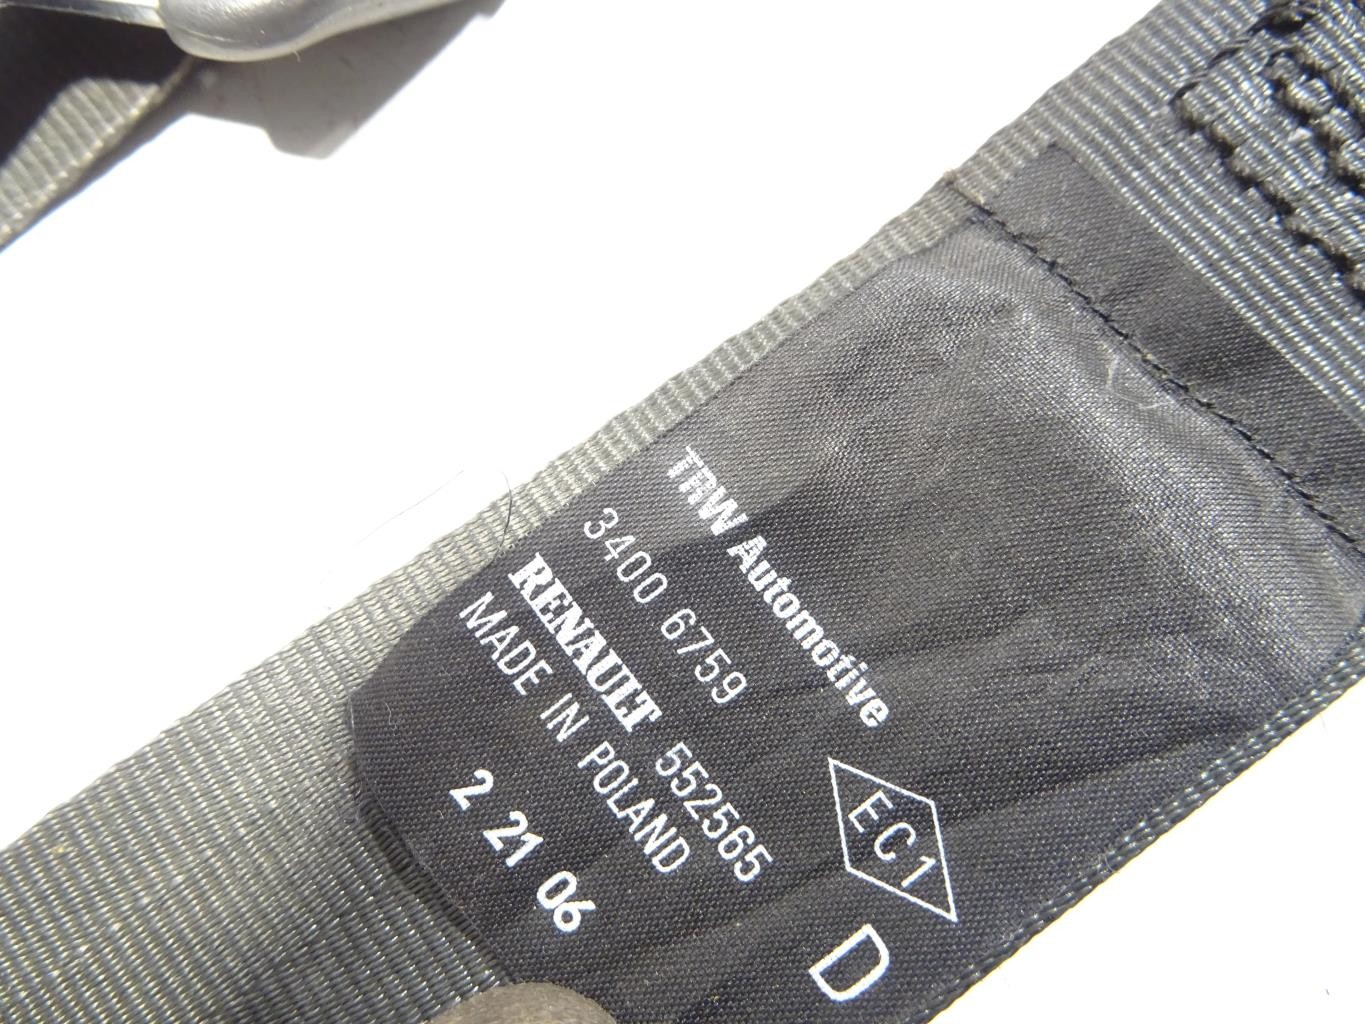 TRW Automotive
3400 6759
RENAULT 552565
MADE IN POLAND
2 21 06
EC1
D